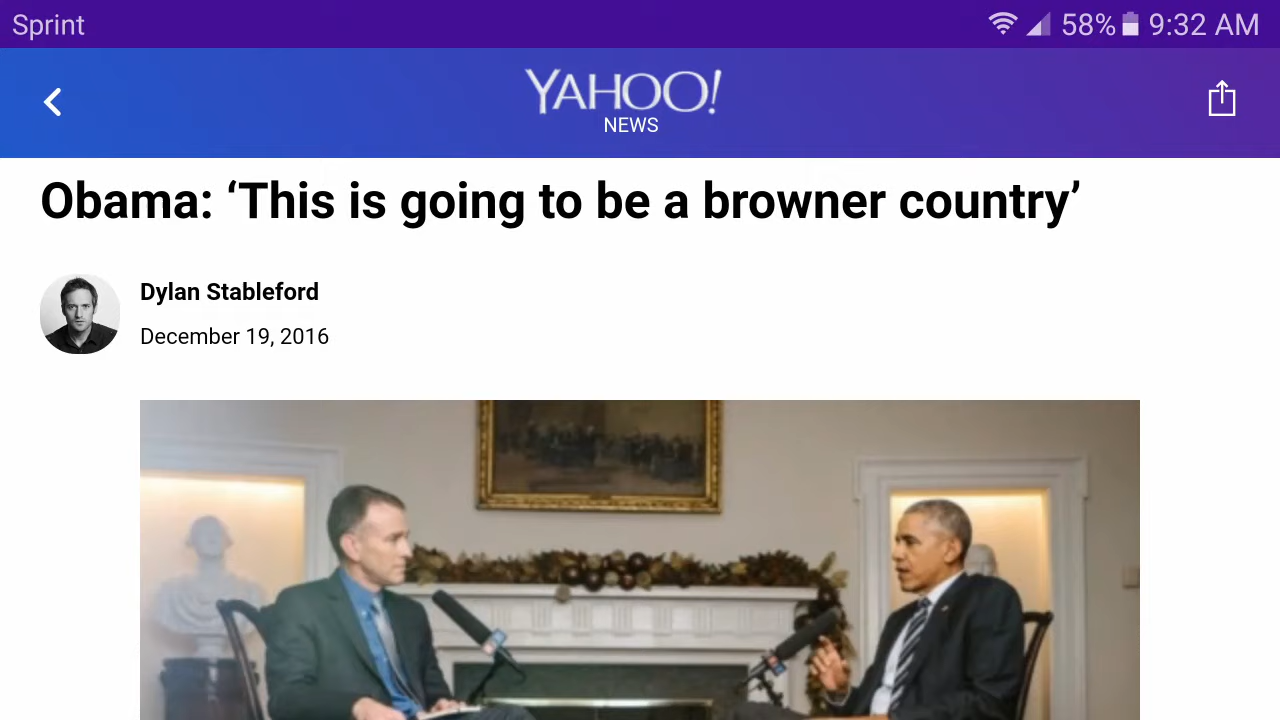 Sprint 58% 9:32 AM
YAHOO!
NEWS
Obama: ‘This is going to be a browner country’
Dylan Stableford
December 19, 2016